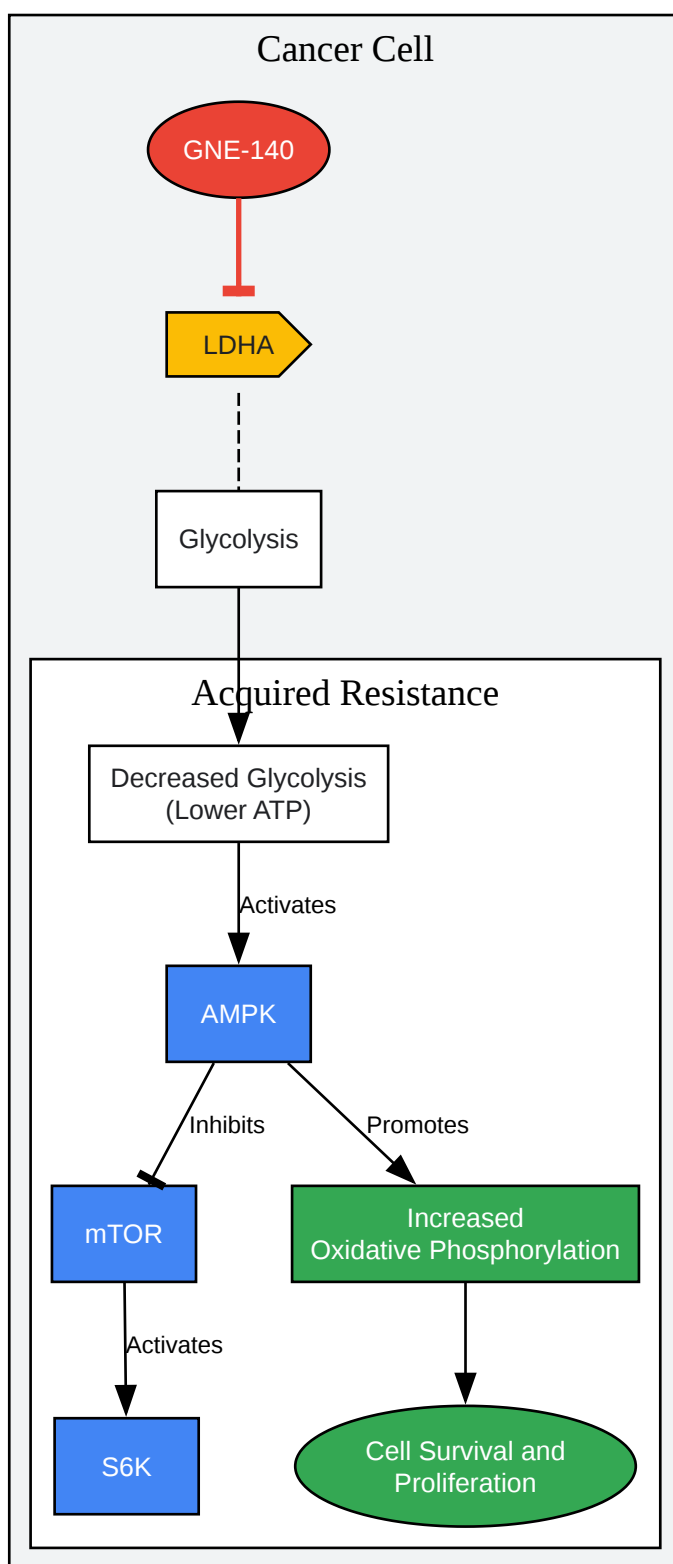 Cancer Cell
GNE-140
LDHA
Glycolysis
Acquired Resistance
Decreased Glycolysis
(Lower ATP)
Activates
AMPK
Inhibits
Promotes
mTOR
Increased
Oxidative Phosphorylation
Activates
S6K
Cell Survival and
Proliferation